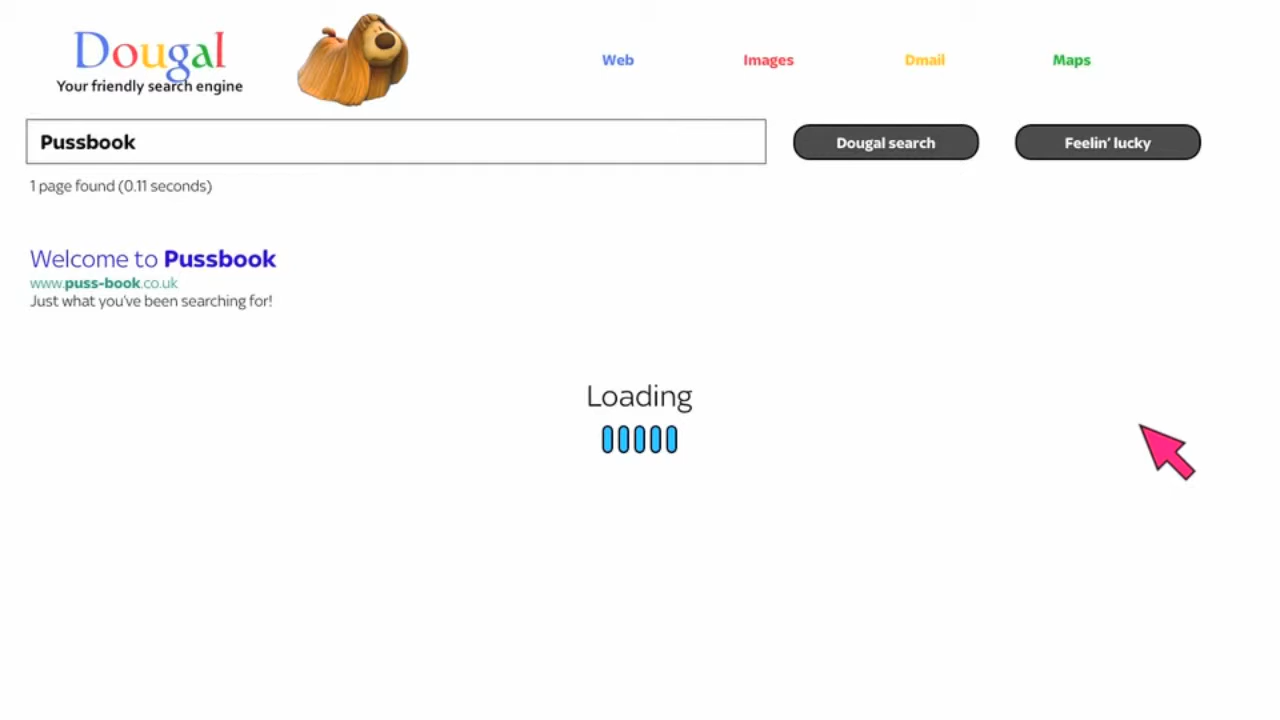 Dougal
Your friendly search engine
Web
Images
Dmail
Maps
Pussbook
Dougal search
Feelin' lucky
1 page found (0.11 seconds)
Welcome to Pussbook
www.puss-book.co.uk
Just what you've been searching for!
Loading